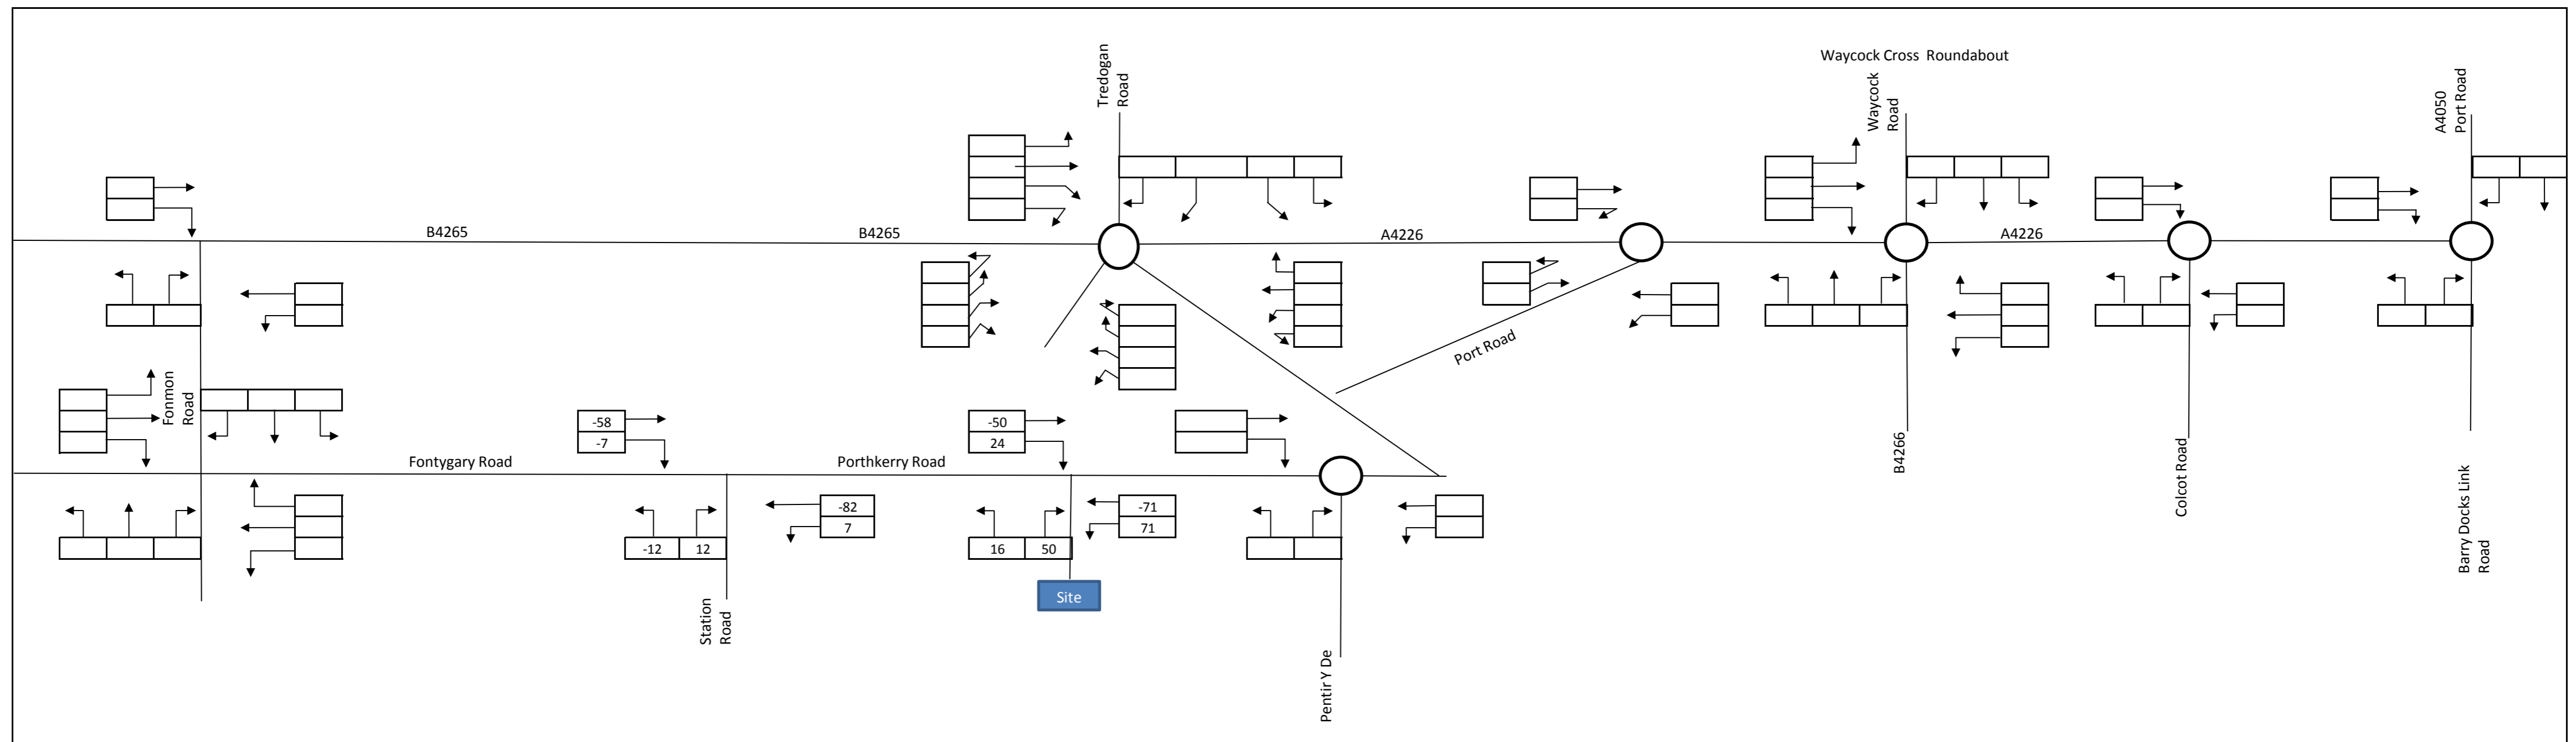 Waycock Cross  Roundabout
Tredogan
Road
Waycock
Road
A4050
Port Road
B4265
B4265
A4226
A4226
Port Road
Fonmon
Road
-58
-7
-50
24
Fontygary Road
Porthkerry Road
B4266
Colcot Road
Barry Docks Link
Road
-82
7
-71
71
-12
12
16
50
Site
Station
Road
Pentir Y De